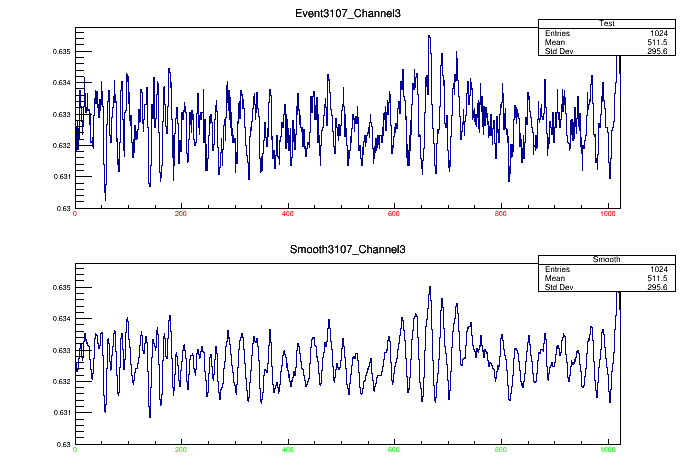 Event3107_Channel3
Test
Entries 1024
Mean 511.5
Std Dev 295.6
0.635
0.634
0.633
0.632
0.631
0.63
0 200 400 600 800 1000
Smooth3107_Channel3
Smooth
Entries 1024
Mean 511.5
Std Dev 295.6
0.635
0.634
0.633
0.632
0.631
0.63
0 200 400 600 800 1000